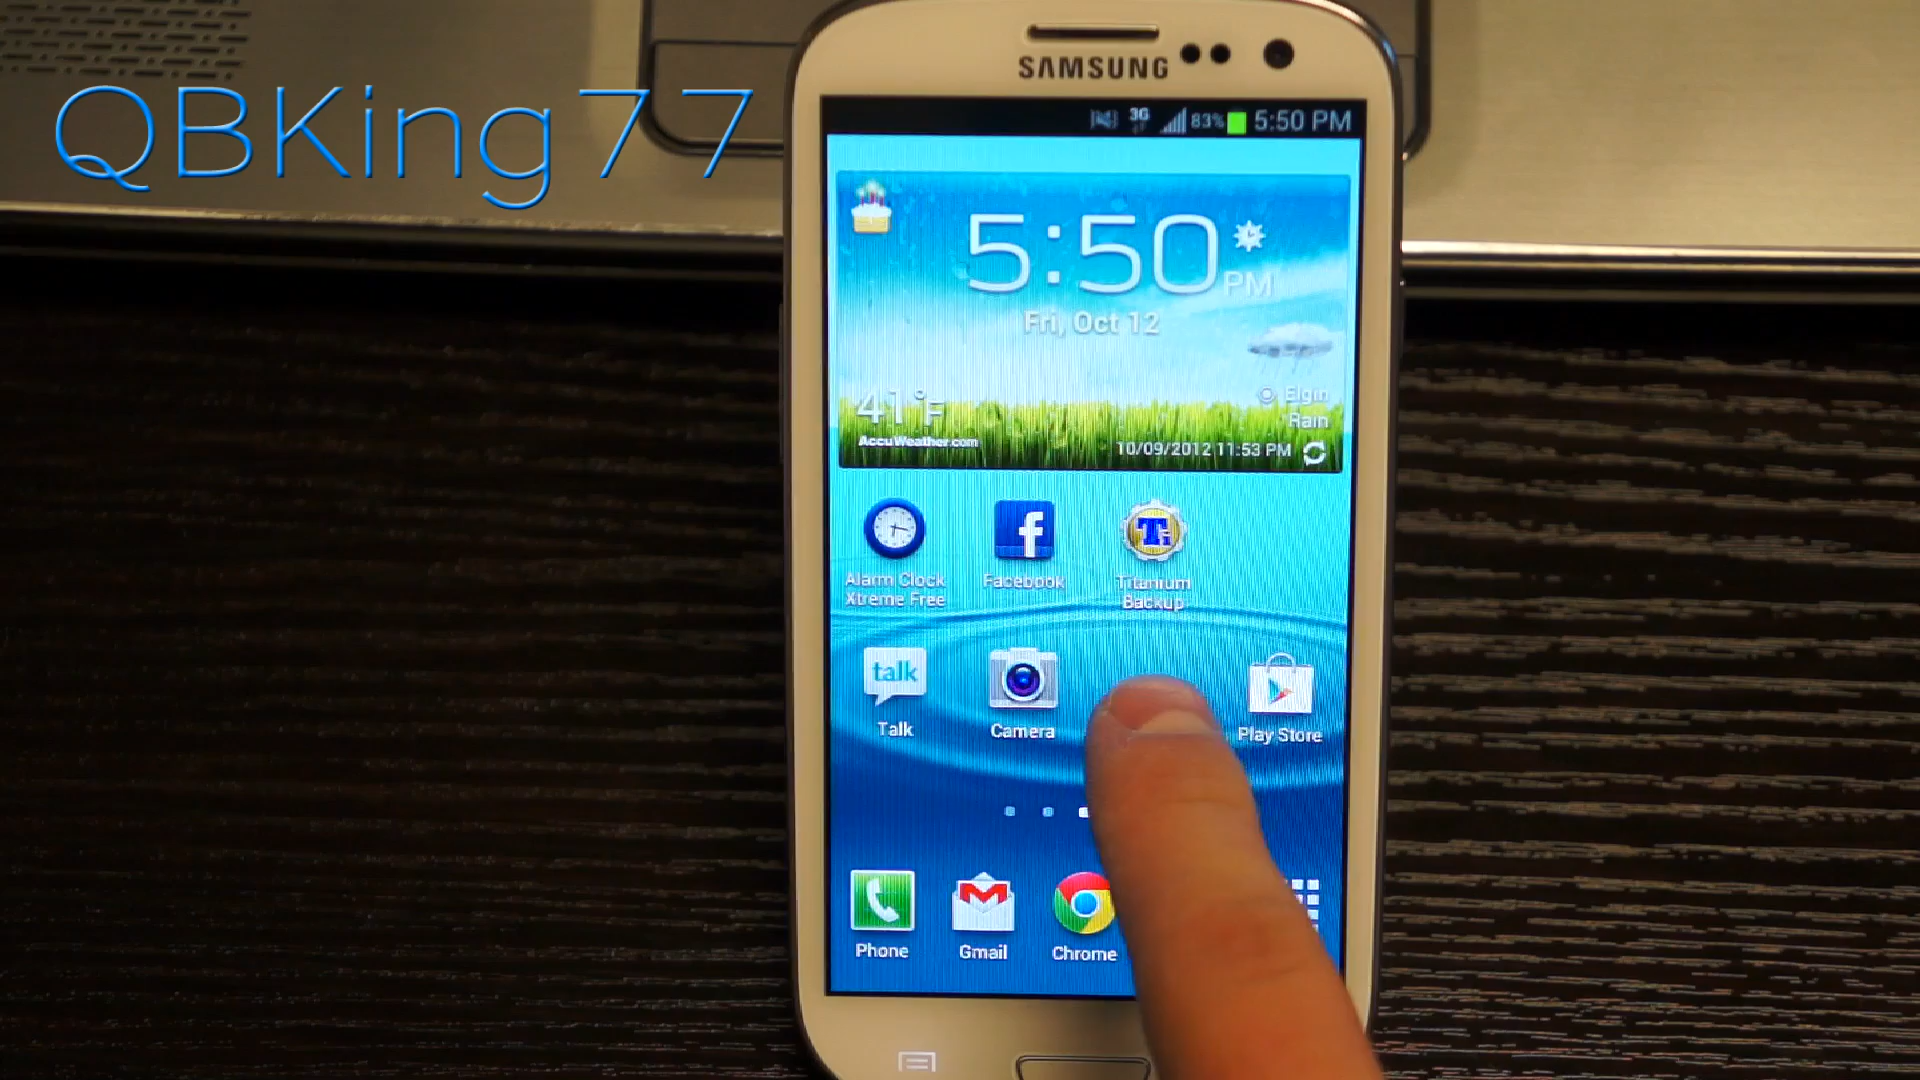 QBKing77
SAMSUNG
3G 83% 5:50 PM
5:50 PM
Fri, Oct 12
41°F
AccuWeather.com
Elgin
Rain
10/09/2012 11:53 PM
Alarm Clock
Xtreme Free
Facebook
Titanium
Backup
talk
Talk
Camera
Play Store
Phone
Gmail
Chrome